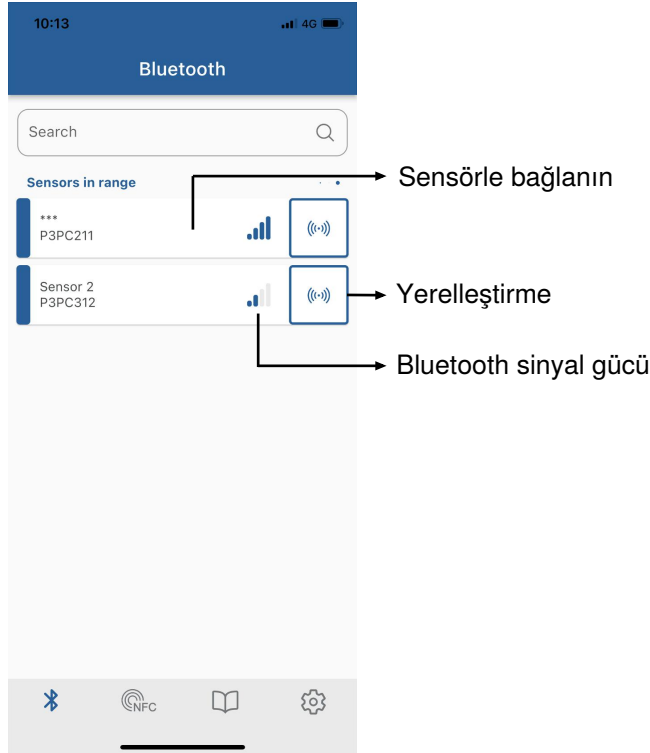 10:13
4G
Bluetooth
Search
Sensors in range
Sensörle bağlanın
***
P3PC211
Sensor 2
P3PC312
Yerelleştirme
Bluetooth sinyal gücü
NFC